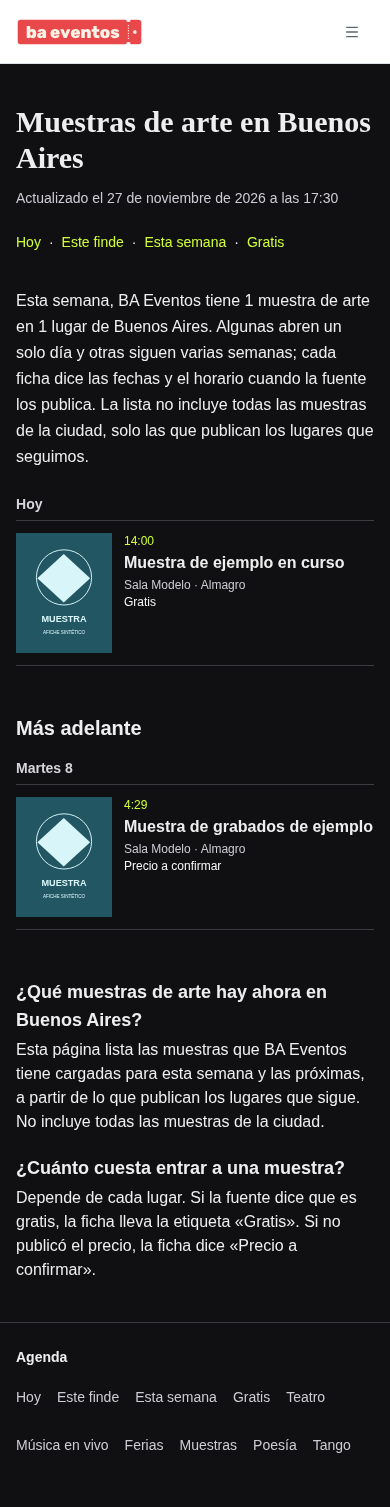 ba eventos
Muestras de arte en Buenos
Aires
Actualizado el 27 de noviembre de 2026 a las 17:30
Hoy · Este finde · Esta semana · Gratis
Esta semana, BA Eventos tiene 1 muestra de arte
en 1 lugar de Buenos Aires. Algunas abren un
solo día y otras siguen varias semanas; cada
ficha dice las fechas y el horario cuando la fuente
los publica. La lista no incluye todas las muestras
de la ciudad, solo las que publican los lugares que
seguimos.
Hoy
MUESTRA
AFICHE SINTÉTICO
14:00
Muestra de ejemplo en curso
Sala Modelo · Almagro
Gratis
Más adelante
Martes 8
MUESTRA
AFICHE SINTÉTICO
4:29
Muestra de grabados de ejemplo
Sala Modelo · Almagro
Precio a confirmar
¿Qué muestras de arte hay ahora en
Buenos Aires?
Esta página lista las muestras que BA Eventos
tiene cargadas para esta semana y las próximas,
a partir de lo que publican los lugares que sigue.
No incluye todas las muestras de la ciudad.
¿Cuánto cuesta entrar a una muestra?
Depende de cada lugar. Si la fuente dice que es
gratis, la ficha lleva la etiqueta «Gratis». Si no
publicó el precio, la ficha dice «Precio a
confirmar».
Agenda
Hoy Este finde Esta semana Gratis Teatro
Música en vivo Ferias Muestras Poesía Tango